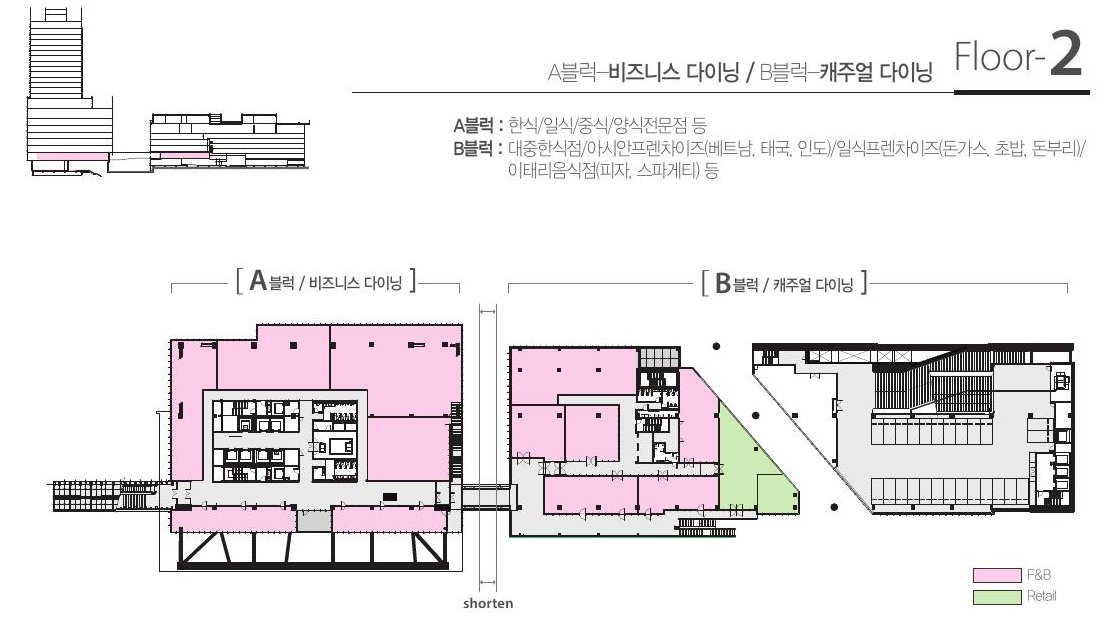 A블럭–비즈니스 다이닝 / B블럭–캐주얼 다이닝 Floor-2
A블럭 : 한식/일식/중식/양식전문점 등
B블럭 : 대중한식점/아시안프렌차이즈(베트남, 태국, 인도)/일식프렌차이즈(돈가스, 초밥, 돈부리)/
이태리음식점(피자, 스파게티) 등
[ A블럭 / 비즈니스 다이닝 ]
[ B블럭 / 캐주얼 다이닝 ]
shorten
F&B
Retail